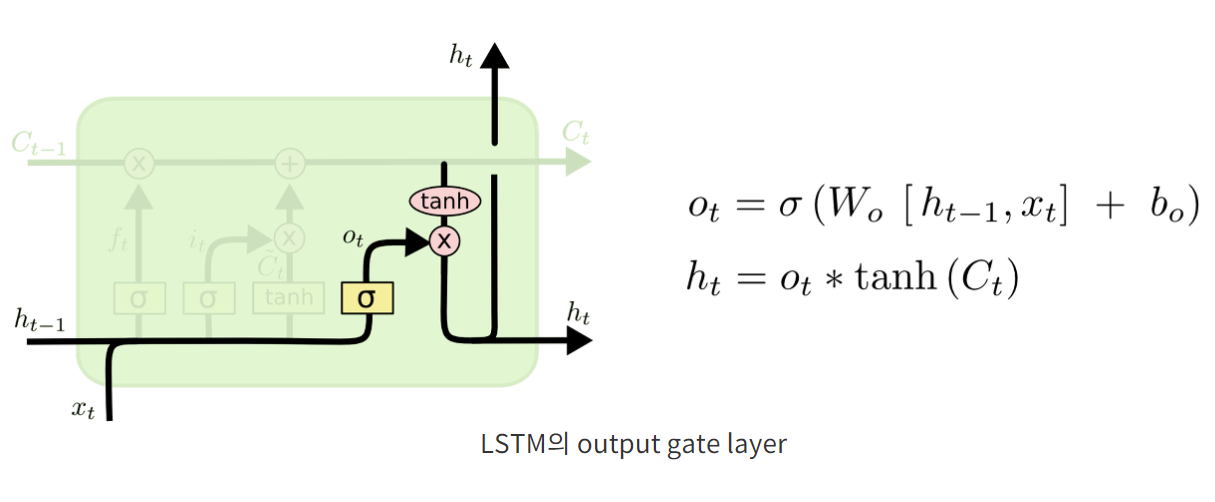 h_t
C_{t-1}
C_t
x
+
tanh
f_t
i_t
x
o_t
x
C̃_t
σ
σ
tanh
σ
h_{t-1}
h_t
x_t
o_t = σ (W_o [h_{t-1}, x_t] + b_o)
h_t = o_t * tanh (C_t)
LSTM의 output gate layer